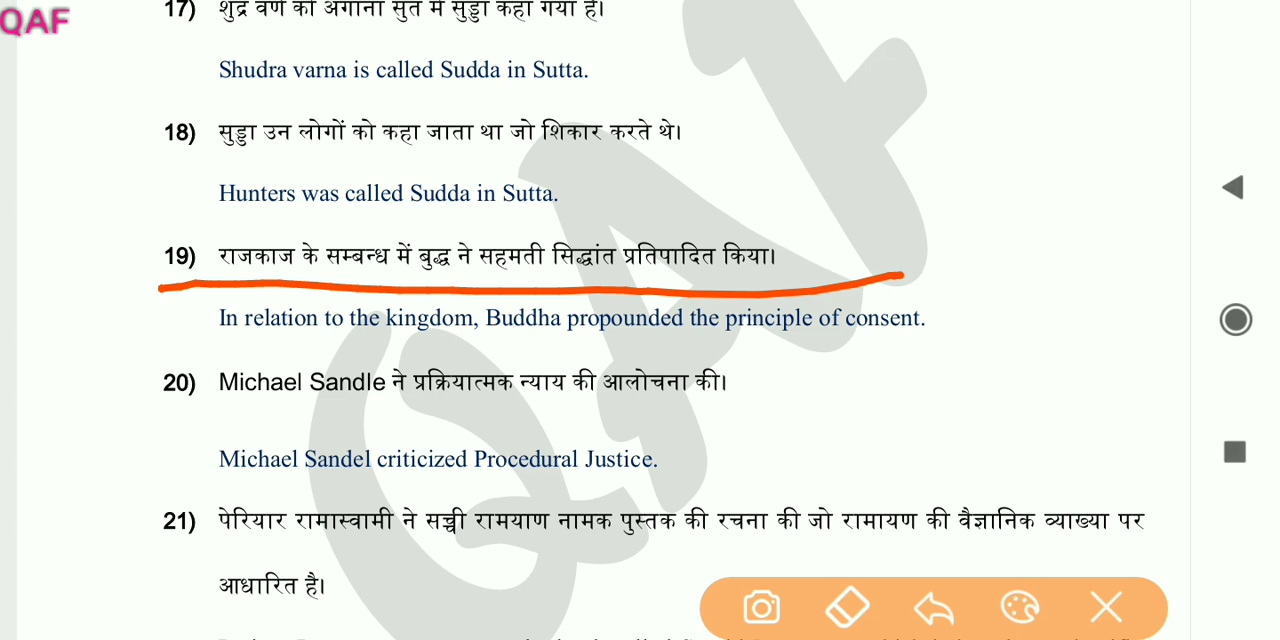 QAF
17) शुद्र वर्ण को अगाना सुत में सुड्डा कहा गया है।
Shudra varna is called Sudda in Sutta.
18) सुड्डा उन लोगों को कहा जाता था जो शिकार करते थे।
Hunters was called Sudda in Sutta.
19) राजकाज के सम्बन्ध में बुद्ध ने सहमती सिद्धांत प्रतिपादित किया।
In relation to the kingdom, Buddha propounded the principle of consent.
20) Michael Sandle ने प्रक्रियात्मक न्याय की आलोचना की।
Michael Sandel criticized Procedural Justice.
21) पेरियार रामास्वामी ने सच्ची रामयाण नामक पुस्तक की रचना की जो रामायण की वैज्ञानिक व्याख्या पर
आधारित है।